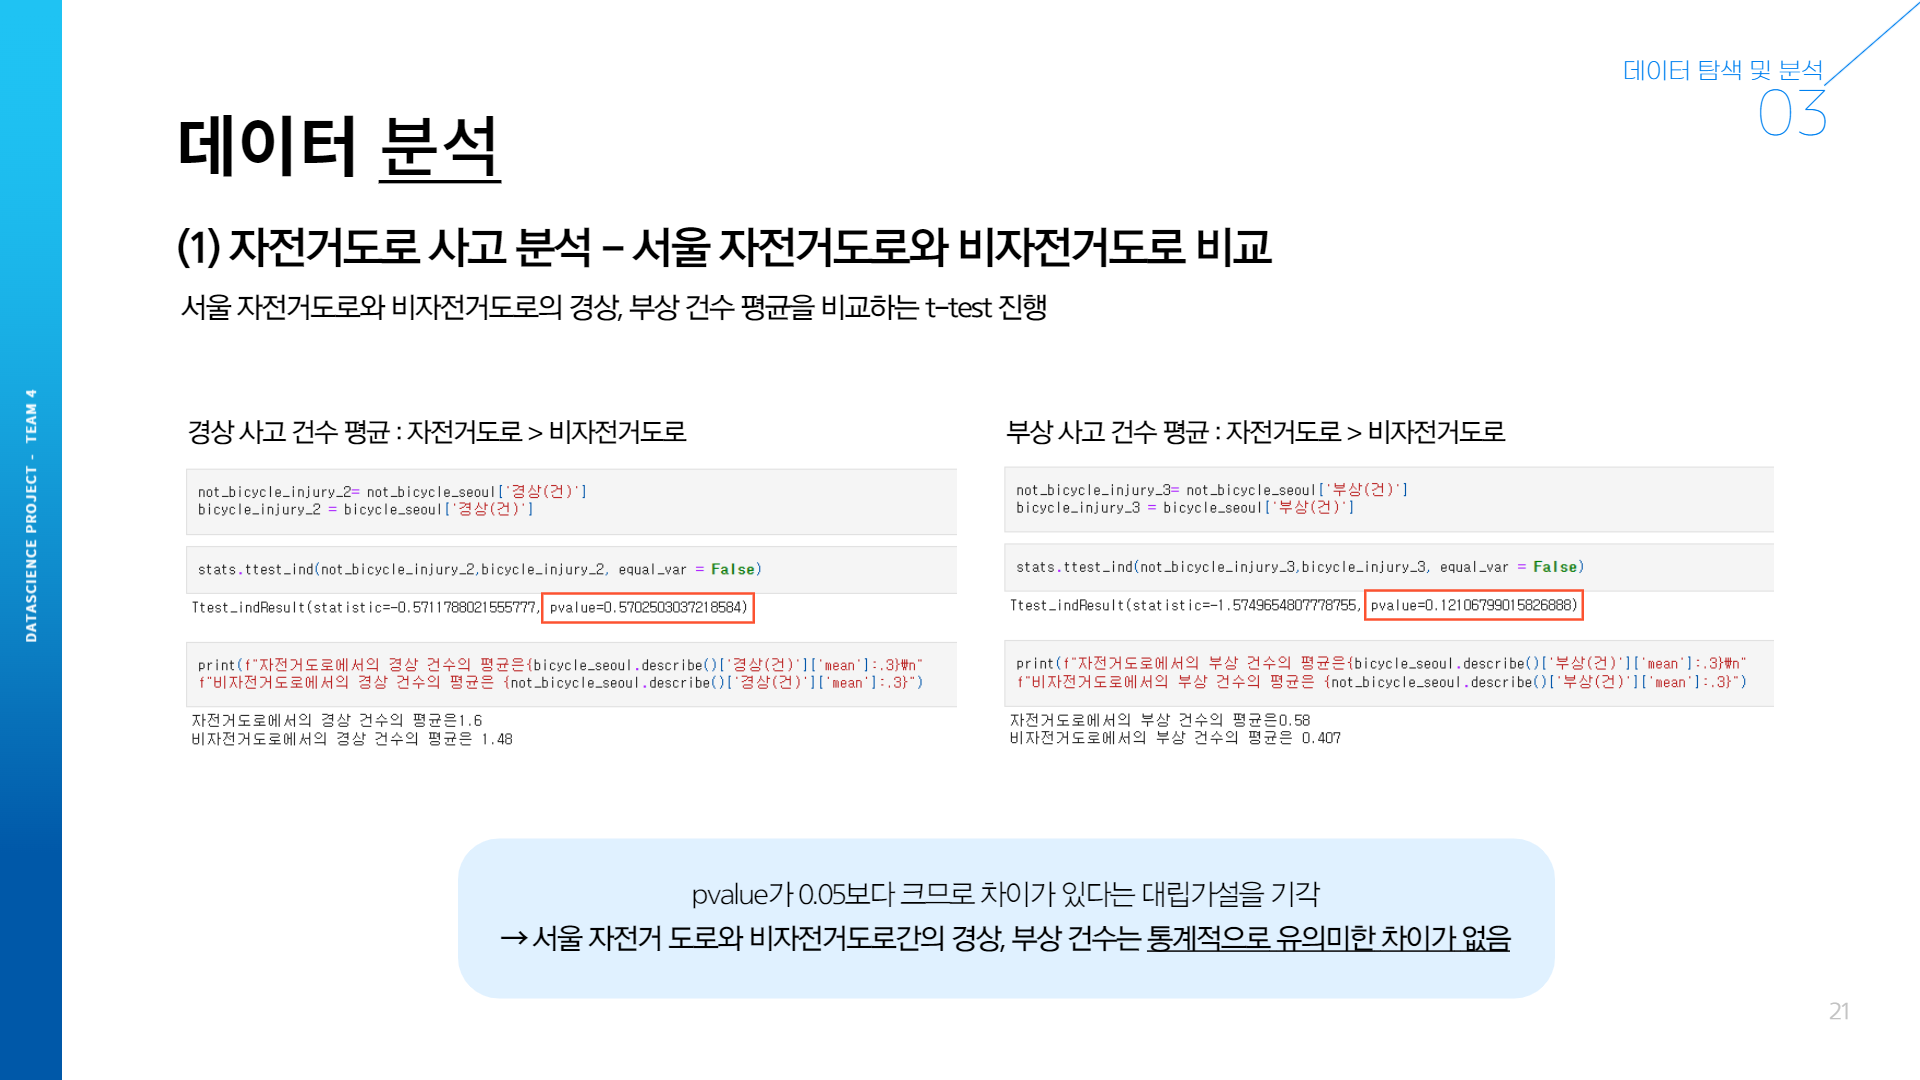 데이터 탐색 및 분석
03
데이터 분석
(1) 자전거도로 사고 분석 – 서울 자전거도로와 비자전거도로 비교
서울 자전거도로와 비자전거도로의 경상, 부상 건수 평균을 비교하는 t-test 진행
DATASCIENCE PROJECT - TEAM 4
경상 사고 건수 평균 : 자전거도로 > 비자전거도로
not_bicycle_injury_2= not_bicycle_seoul['경상(건)']
bicycle_injury_2 = bicycle_seoul['경상(건)']
stats.ttest_ind(not_bicycle_injury_2,bicycle_injury_2, equal_var = False)
Ttest_indResult(statistic=-0.5711788021555777, pvalue=0.5702503037218584)
print(f"자전거도로에서의 경상 건수의 평균은{bicycle_seoul.describe()['경상(건)']['mean']:.3}₩n"
f"비자전거도로에서의 경상 건수의 평균은 {not_bicycle_seoul.describe()['경상(건)']['mean']:.3}")
자전거도로에서의 경상 건수의 평균은1.6
비자전거도로에서의 경상 건수의 평균은 1.48
부상 사고 건수 평균 : 자전거도로 > 비자전거도로
not_bicycle_injury_3= not_bicycle_seoul['부상(건)']
bicycle_injury_3 = bicycle_seoul['부상(건)']
stats.ttest_ind(not_bicycle_injury_3,bicycle_injury_3, equal_var = False)
Ttest_indResult(statistic=-1.5749654807778755, pvalue=0.12106799015826888)
print(f"자전거도로에서의 부상 건수의 평균은{bicycle_seoul.describe()['부상(건)']['mean']:.3}₩n"
f"비자전거도로에서의 부상 건수의 평균은 {not_bicycle_seoul.describe()['부상(건)']['mean']:.3}")
자전거도로에서의 부상 건수의 평균은0.58
비자전거도로에서의 부상 건수의 평균은 0.407
pvalue가 0.05보다 크므로 차이가 있다는 대립가설을 기각
→ 서울 자전거 도로와 비자전거도로간의 경상, 부상 건수는 통계적으로 유의미한 차이가 없음
21